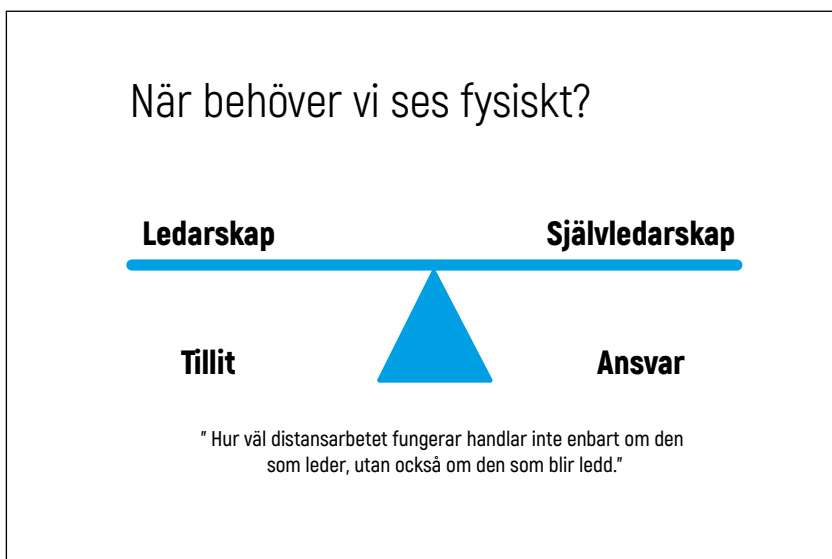 När behöver vi ses fysiskt?
Ledarskap
Självledarskap
Tillit
Ansvar
" Hur väl distansarbetet fungerar handlar inte enbart om den
som leder, utan också om den som blir ledd."